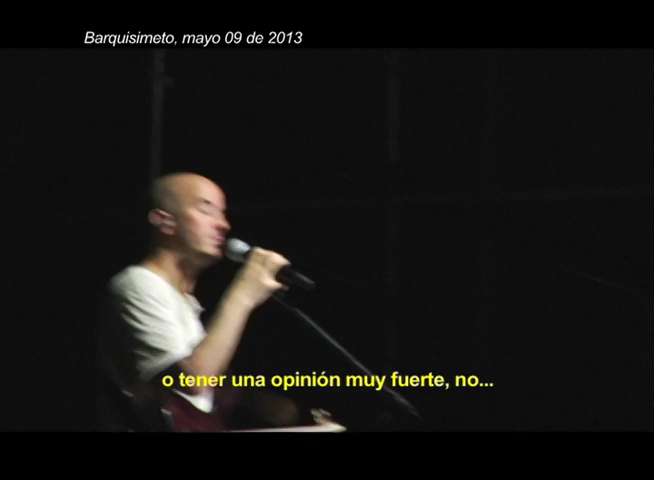 Barquisimeto, mayo 09 de 2013
o tener una opinión muy fuerte, no...